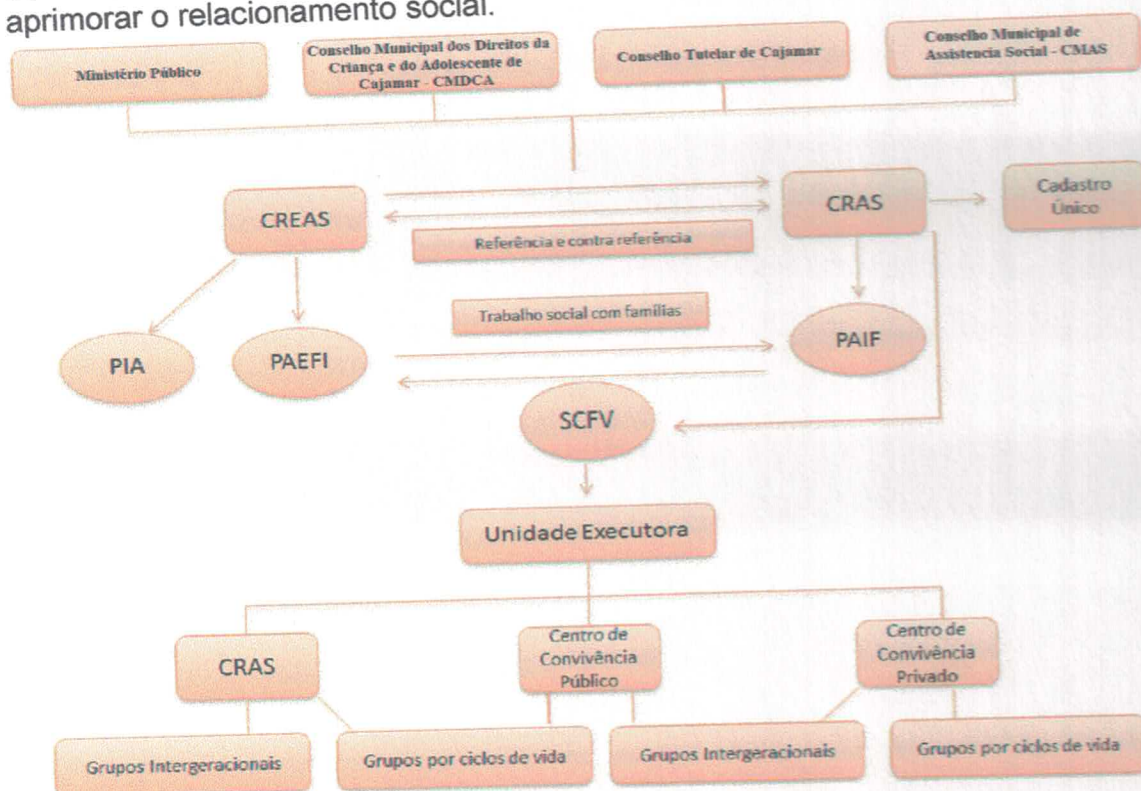 aprimorar o relacionamento social.
Ministério Público
Conselho Municipal dos Direitos da
Criança e do Adolescente de
Cajamar - CMDCA
Conselho Tutelar de Cajamar
Conselho Municipal de
Assistencia Social - CMAS
CREAS
CRAS
Cadastro
Único
Referência e contra referência
Trabalho social com famílias
PIA
PAEFI
PAIF
SCFV
Unidade Executora
CRAS
Centro de
Convivência
Público
Centro de
Convivência
Privado
Grupos Intergeracionais
Grupos por ciclos de vida
Grupos Intergeracionais
Grupos por ciclos de vida